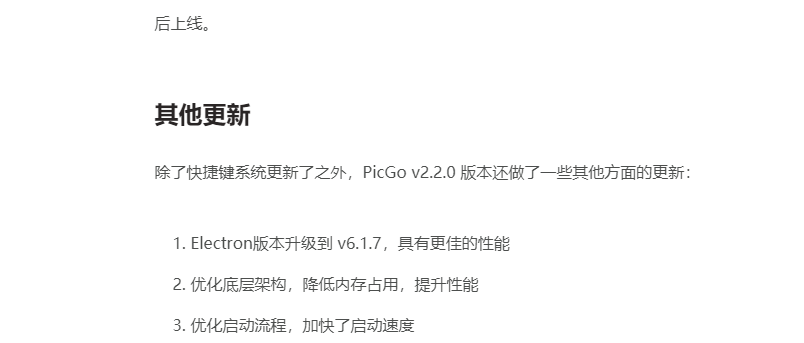 后上线。
其他更新
除了快捷键系统更新了之外，PicGo v2.2.0 版本还做了一些其他方面的更新：
1. Electron版本升级到 v6.1.7，具有更佳的性能
2. 优化底层架构，降低内存占用，提升性能
3. 优化启动流程，加快了启动速度